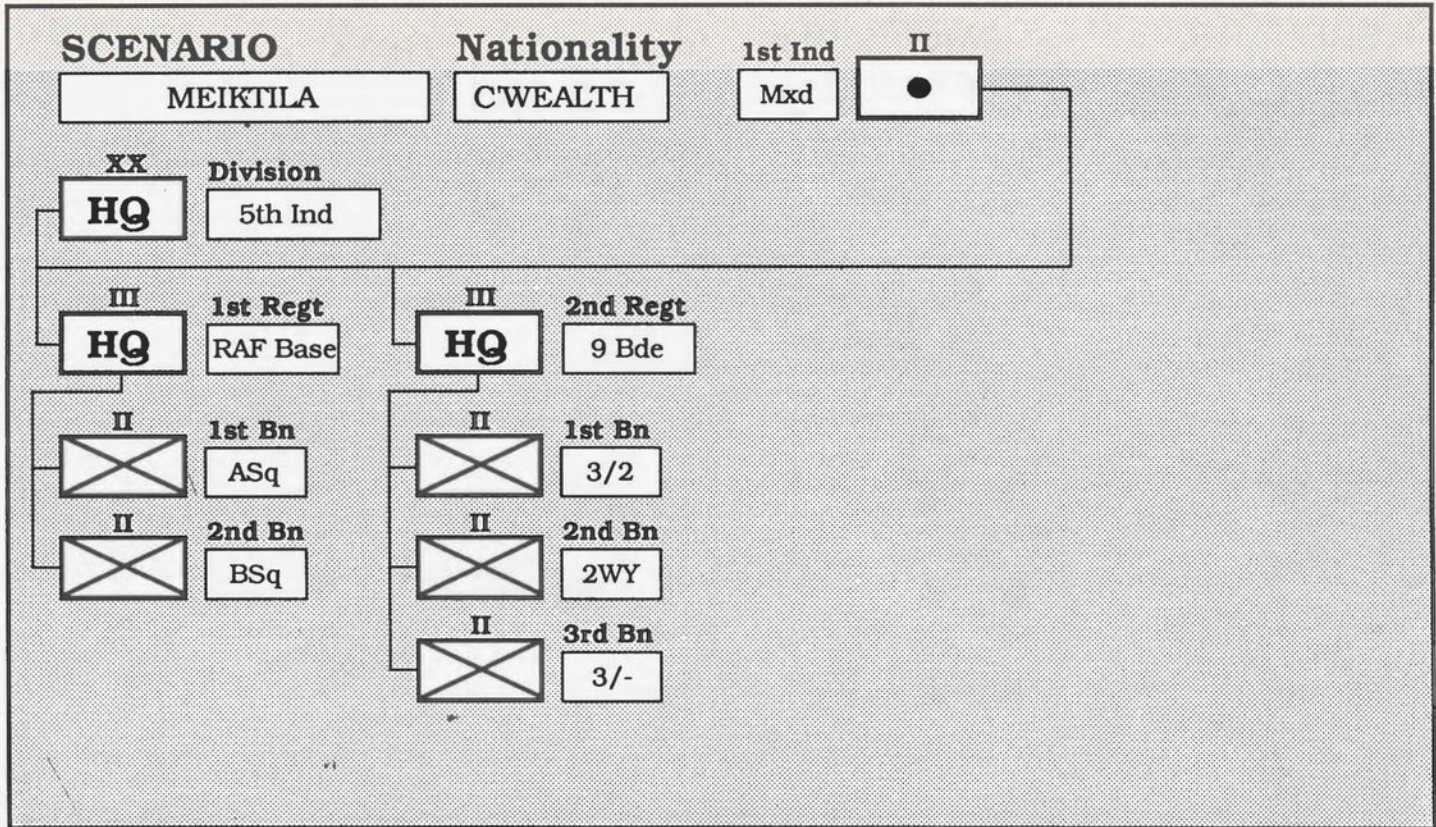 SCENARIO Nationality 1st Ind II
MEIKTILA C'WEALTH Mxd
XX Division
HQ 5th Ind
III 1st Regt III 2nd Regt
HQ RAF Base HQ 9 Bde
II 1st Bn II 1st Bn
ASq 3/2
II 2nd Bn II 2nd Bn
BSq 2WY
II 3rd Bn
3/-